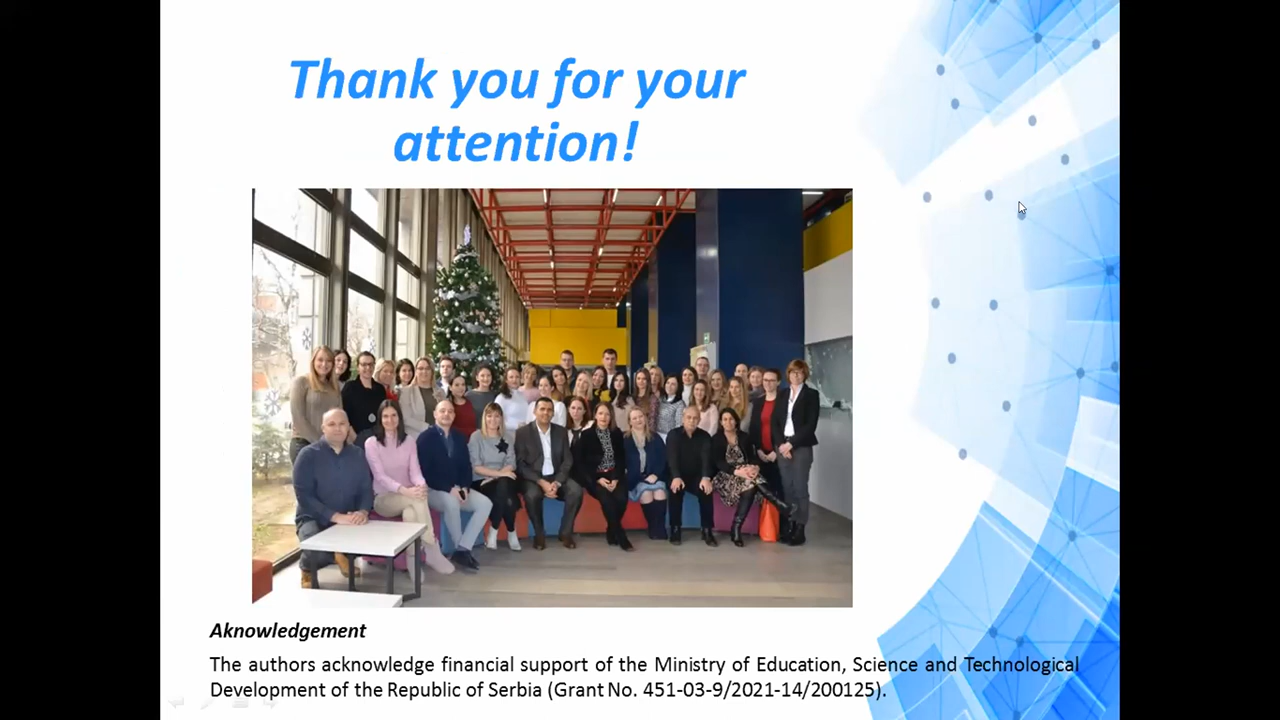 Thank you for your
attention!
Aknowledgement
The authors acknowledge financial support of the Ministry of Education, Science and Technological
Development of the Republic of Serbia (Grant No. 451-03-9/2021-14/200125).